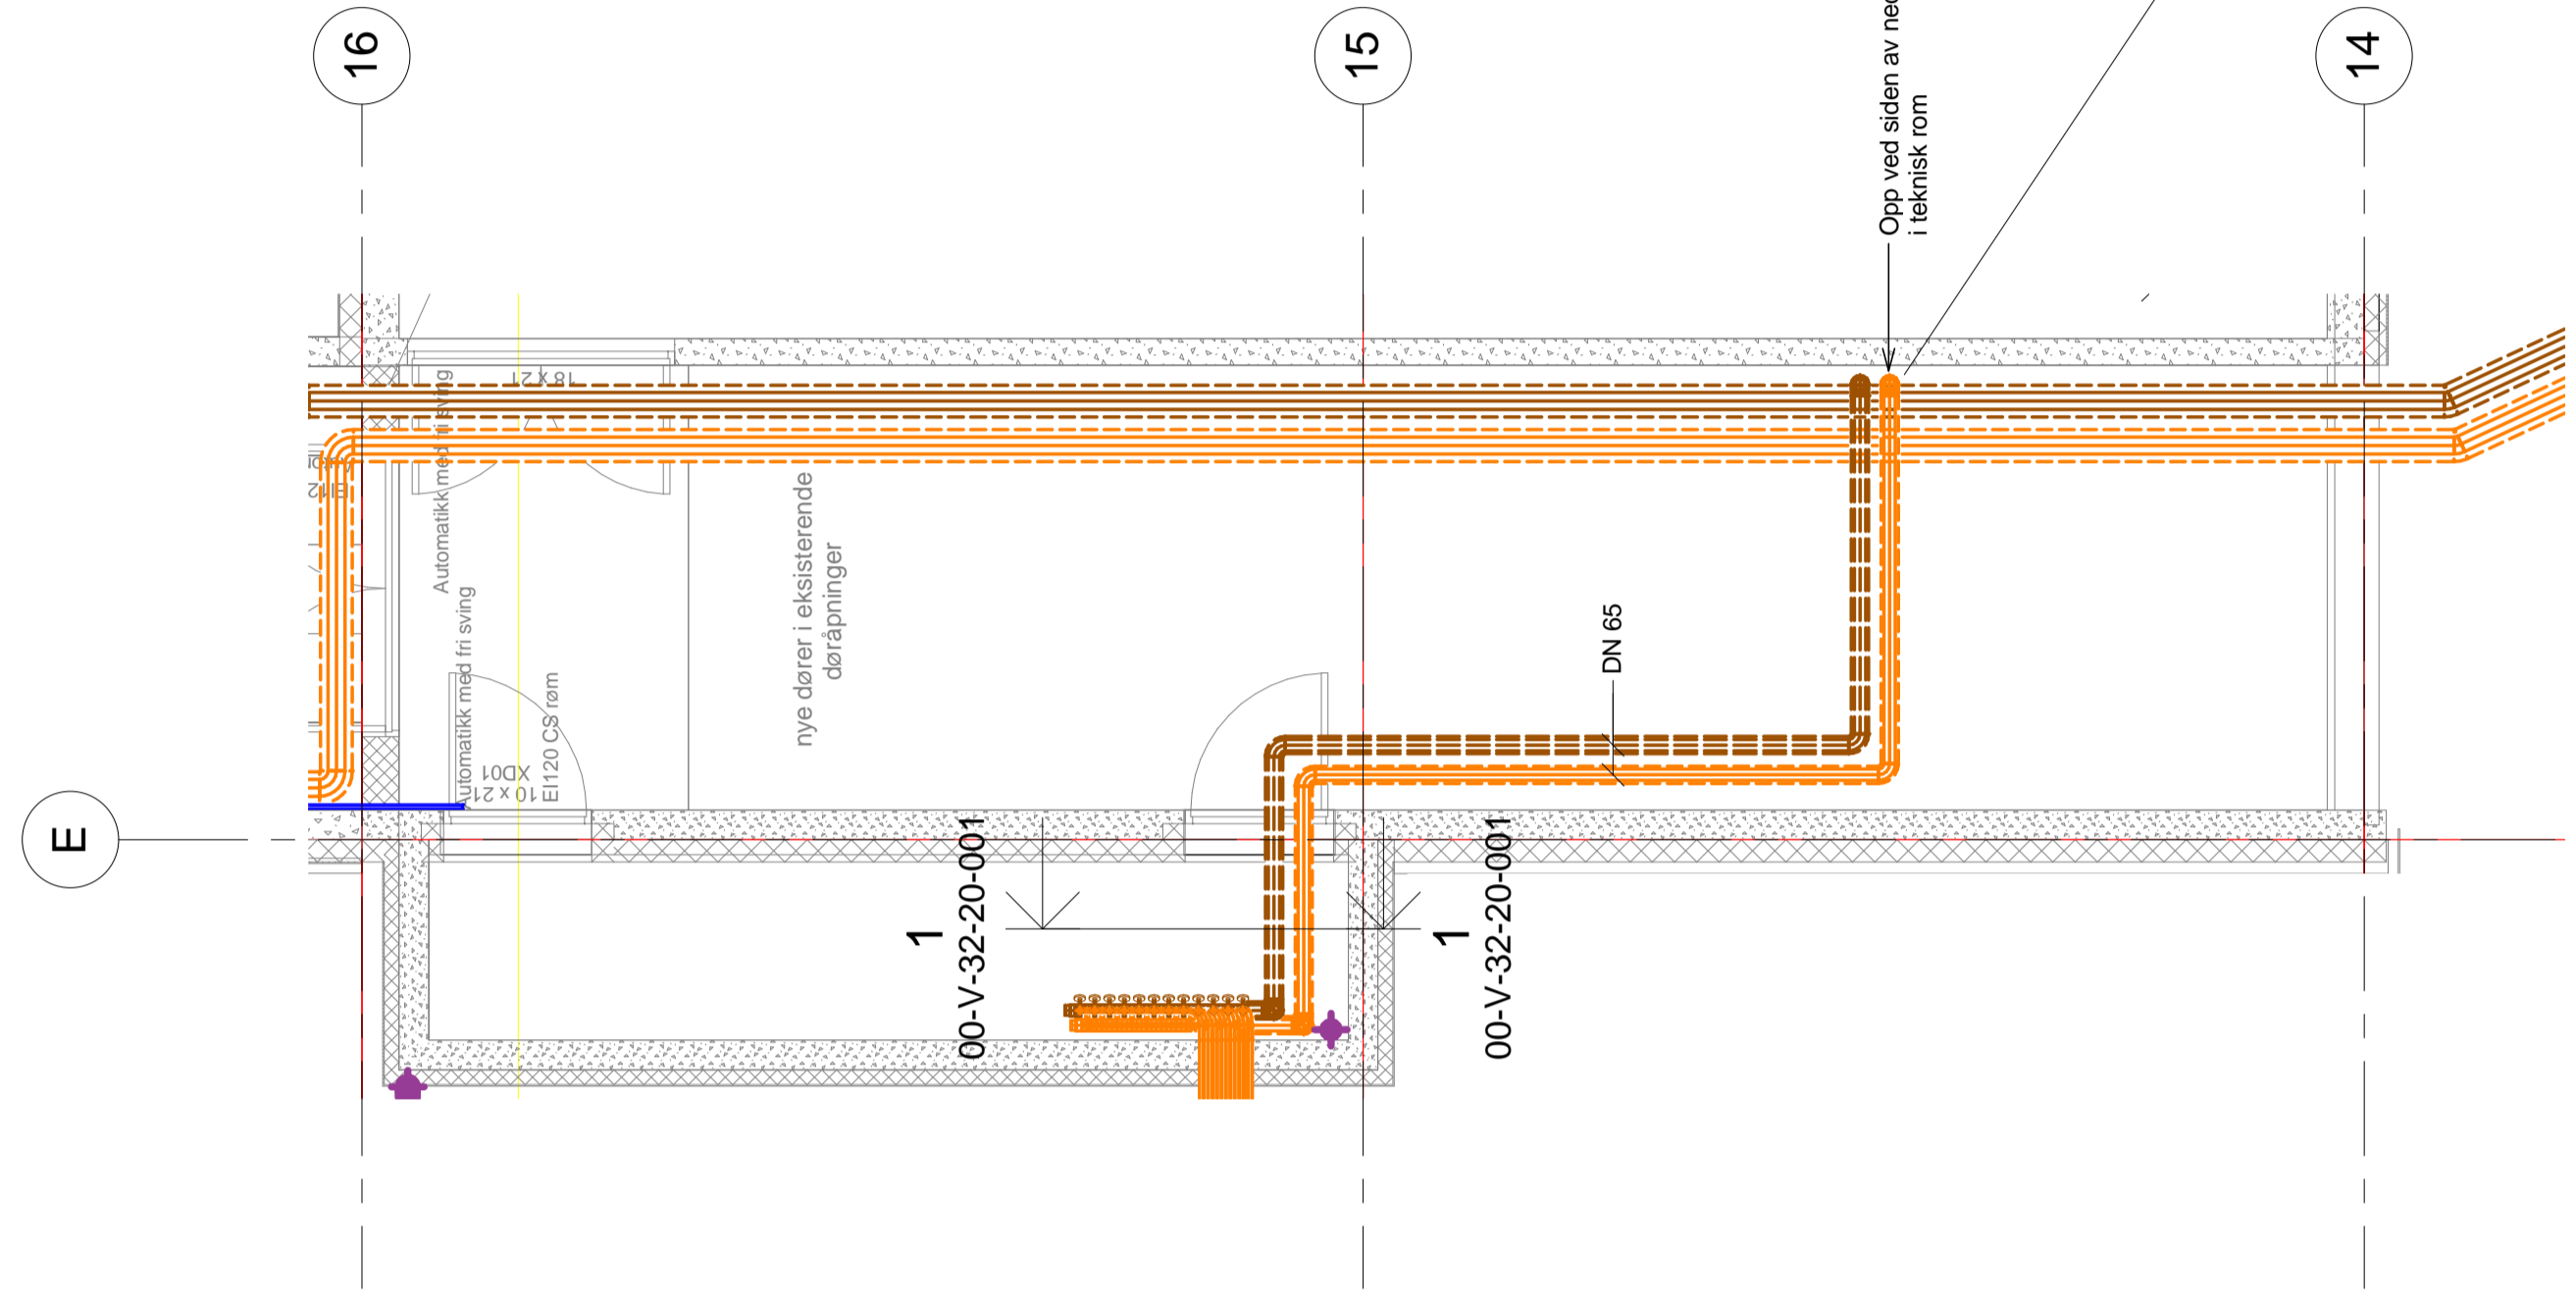 16
15
14
E
Opp ved siden av
i teknisk rom
18 x 21
Automatikk med fri sving
Automatikk med fri sving
XD01
10 x 21
EI120 CS røm
nye dører i eksisterende
døråpninger
DN 65
1
00-V-32-20-001
1
00-V-32-20-001